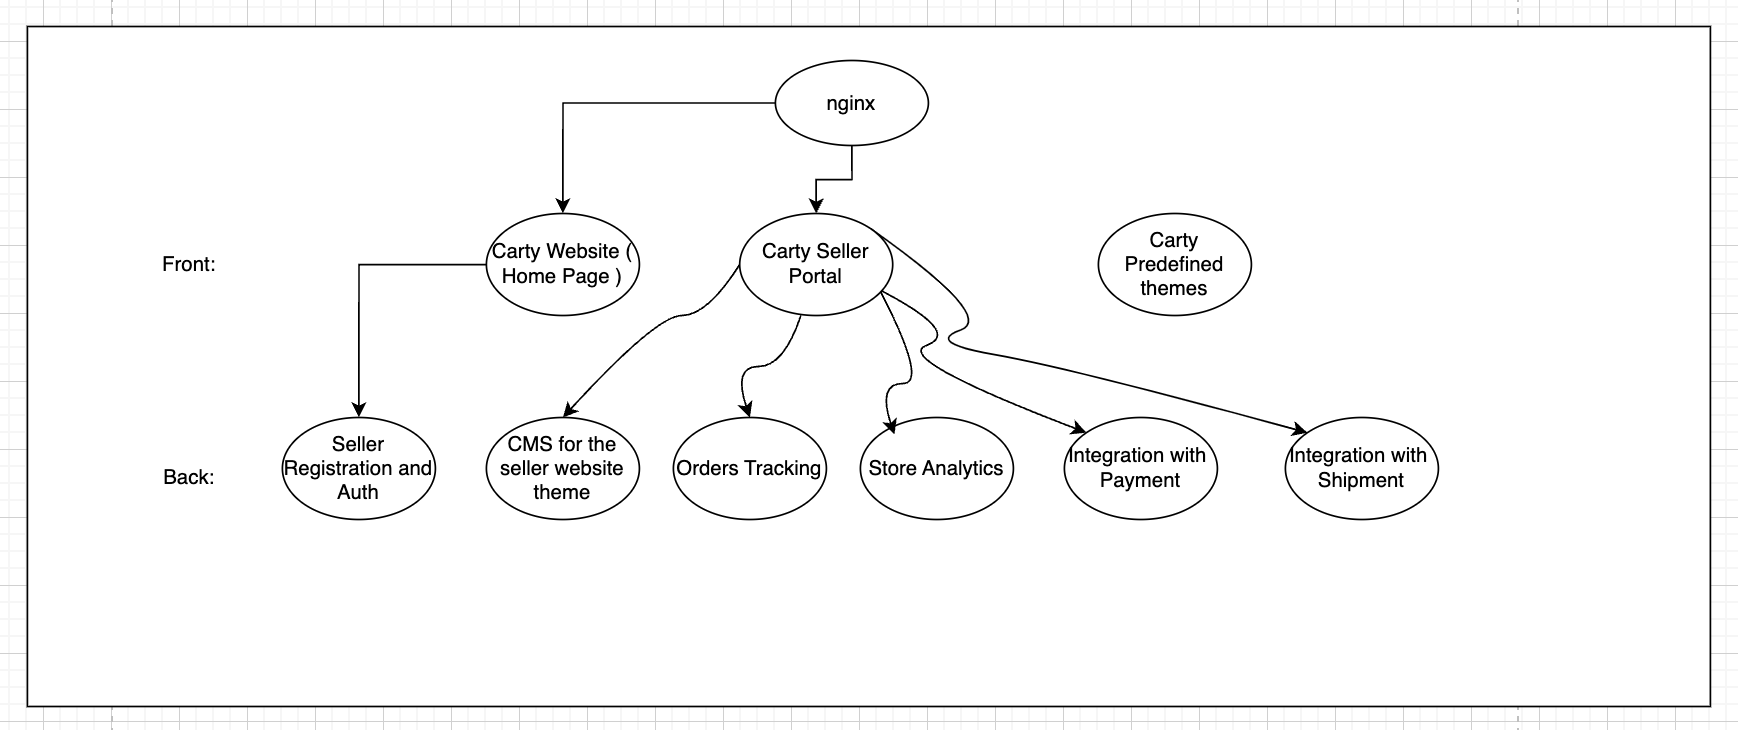 nginx
Front:
Carty Website (
Home Page )
Carty Seller
Portal
Carty
Predefined
themes
Back:
Seller
Registration and
Auth
CMS for the
seller website
theme
Orders Tracking
Store Analytics
Integration with
Payment
Integration with
Shipment